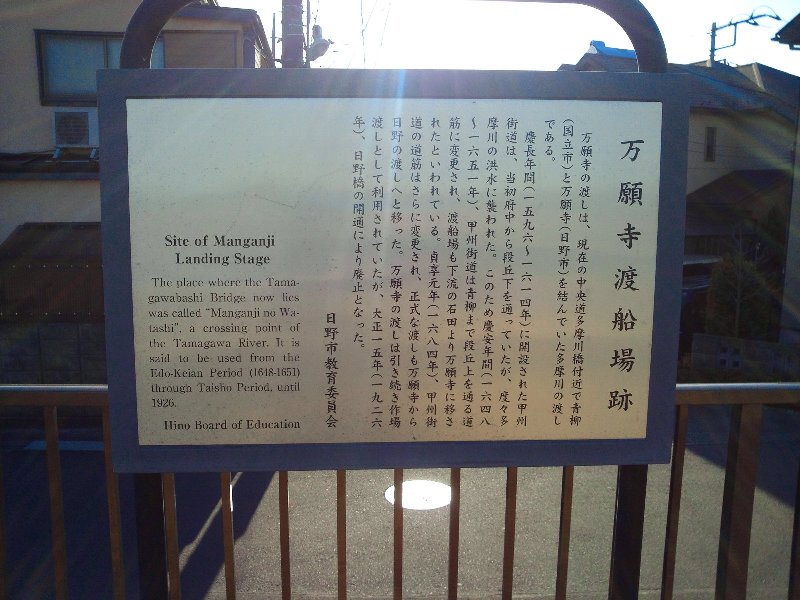 万願寺渡船場跡
万願寺の渡しは、現在の中央道多摩川橋付近で青柳
(国立市)と万願寺(日野市)を結んでいた多摩川の渡し
である。
慶長年間(一五九六〜一六一四年)に開設された甲州
街道は、当初府中から段丘下を通っていたが、度々多
摩川の洪水に襲われた。このため慶安年間(一六四八
〜一六五一年)、甲州街道は青柳まで段丘上を通る道
筋に変更され、渡船場も下流の石田より万願寺に移さ
れたといわれている。貞享元年(一六八四年)、甲州街
道の道筋はさらに変更され、正式な渡しも万願寺から
日野の渡しへと移った。万願寺の渡しは引き続き作場
渡しとして利用されていたが、大正一五年(一九二六
年)、日野橋の開通により廃止となった。
日野市教育委員会
Site of Manganji
Landing Stage
The place where the Tama-
gawabashi Bridge now lies
was called "Manganji no Wa-
tashi", a crossing point of
the Tamagawa River. It is
said to be used from the
Edo-Keian Period (1648-1651)
through Taisho Period, until
1926.
Hino Board of Education